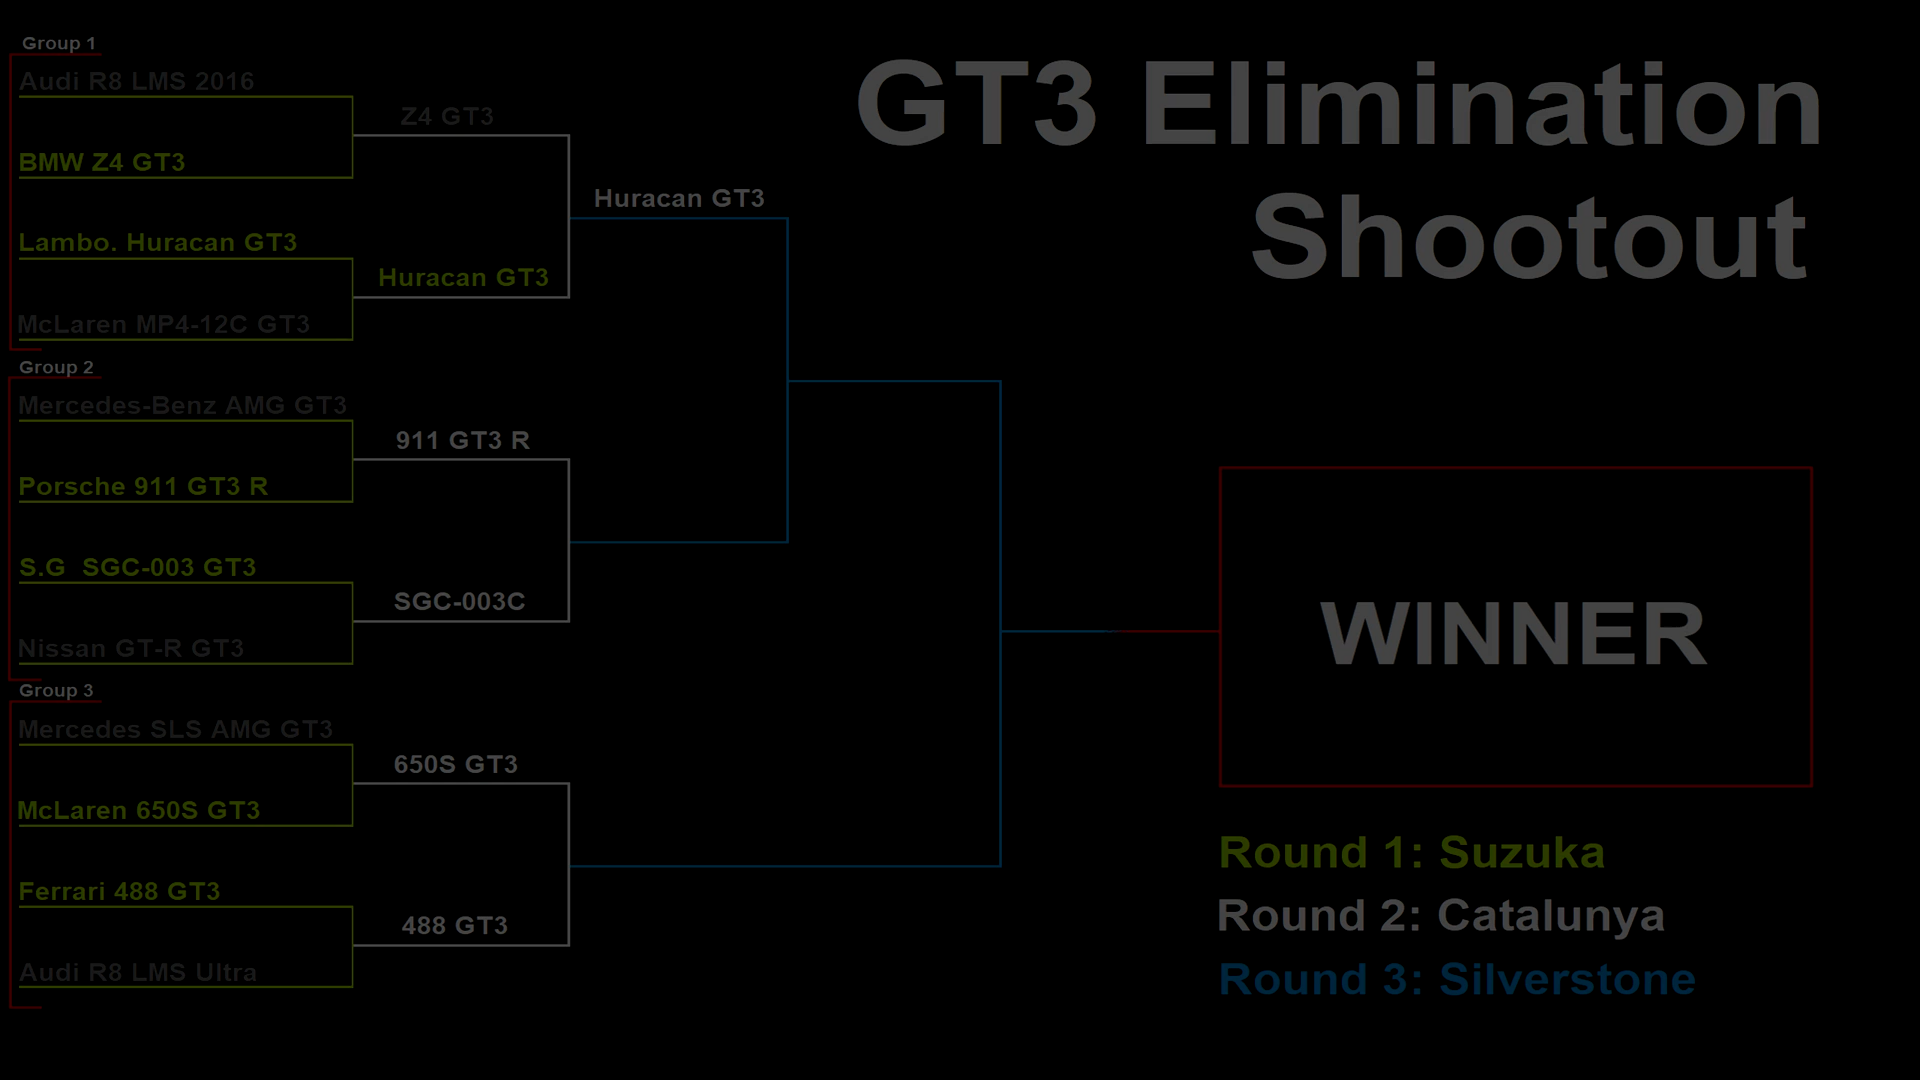 GT3 Elimination
Shootout
Group 1
Audi R8 LMS 2016
BMW Z4 GT3
Lambo. Huracan GT3
McLaren MP4-12C GT3
Z4 GT3
Huracan GT3
Huracan GT3
Group 2
Mercedes-Benz AMG GT3
Porsche 911 GT3 R
S.G  SGC-003 GT3
Nissan GT-R GT3
911 GT3 R
SGC-003C
Group 3
Mercedes SLS AMG GT3
McLaren 650S GT3
Ferrari 488 GT3
Audi R8 LMS Ultra
650S GT3
488 GT3
WINNER
Round 1: Suzuka
Round 2: Catalunya
Round 3: Silverstone